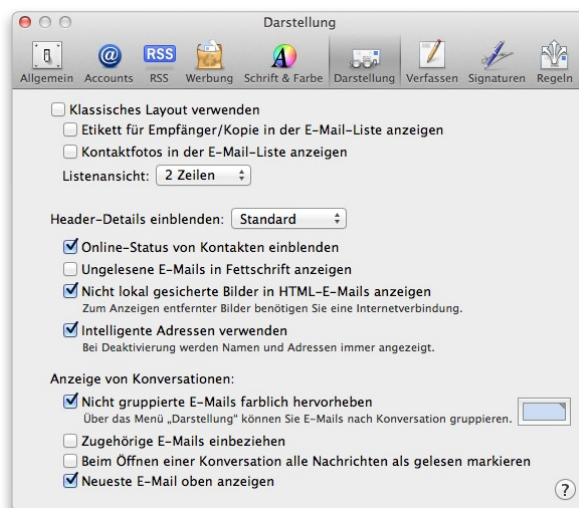 Darstellung
@
RSS
A
Allgemein Accounts RSS Werbung Schrift & Farbe Darstellung Verfassen Signaturen Regeln
Klassisches Layout verwenden
Etikett für Empfänger/Kopie in der E-Mail-Liste anzeigen
Kontaktfotos in der E-Mail-Liste anzeigen
Listenansicht: 2 Zeilen
Header-Details einblenden: Standard
Online-Status von Kontakten einblenden
Ungelesene E-Mails in Fettschrift anzeigen
Nicht lokal gesicherte Bilder in HTML-E-Mails anzeigen
Zum Anzeigen entfernter Bilder benötigen Sie eine Internetverbindung.
Intelligente Adressen verwenden
Bei Deaktivierung werden Namen und Adressen immer angezeigt.
Anzeige von Konversationen:
Nicht gruppierte E-Mails farblich hervorheben
Über das Menü „Darstellung“ können Sie E-Mails nach Konversation gruppieren.
Zugehörige E-Mails einbeziehen
Beim Öffnen einer Konversation alle Nachrichten als gelesen markieren
Neueste E-Mail oben anzeigen
?